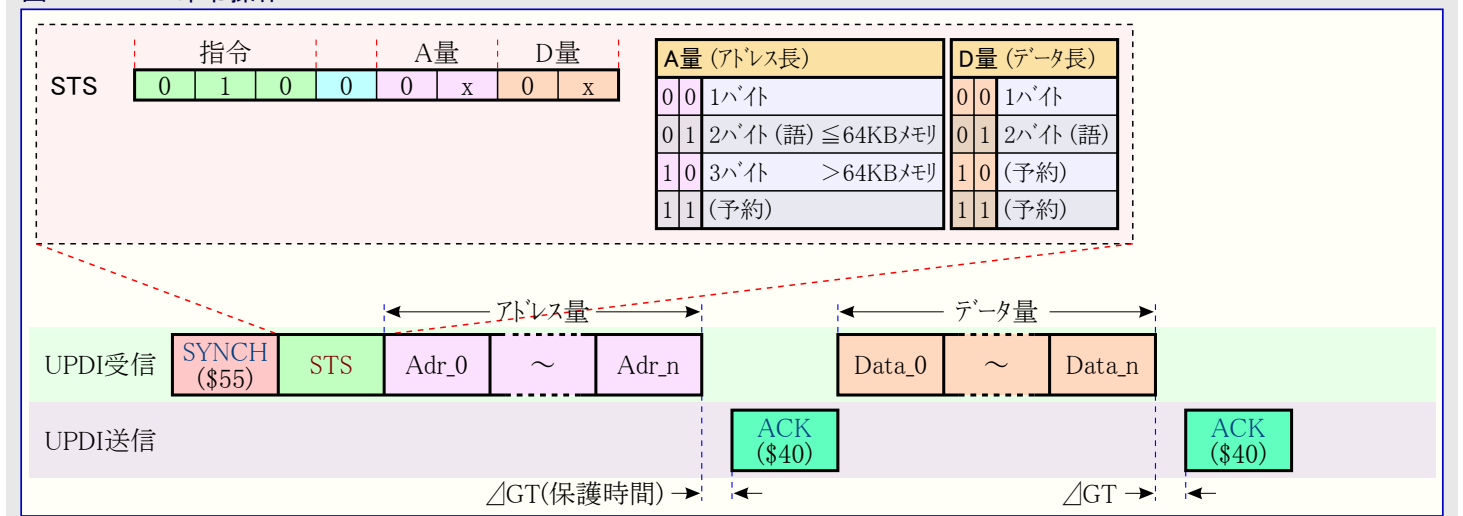 指令 A量 D量
STS 0 1 0 0 0 x 0 x
A量 (アドレス長)
0 0 1バイト
0 1 2バイト (語) ≦64KBメモリ
1 0 3バイト >64KBメモリ
1 1 (予約)
D量 (データ長)
0 0 1バイト
0 1 2バイト (語)
1 0 (予約)
1 1 (予約)
アドレス量 データ量
UPDI受信 SYNCH ($55) STS Adr_0 ～ Adr_n Data_0 ～ Data_n
UPDI送信 ACK ($40) ACK ($40)
⊿GT(保護時間) ⊿GT